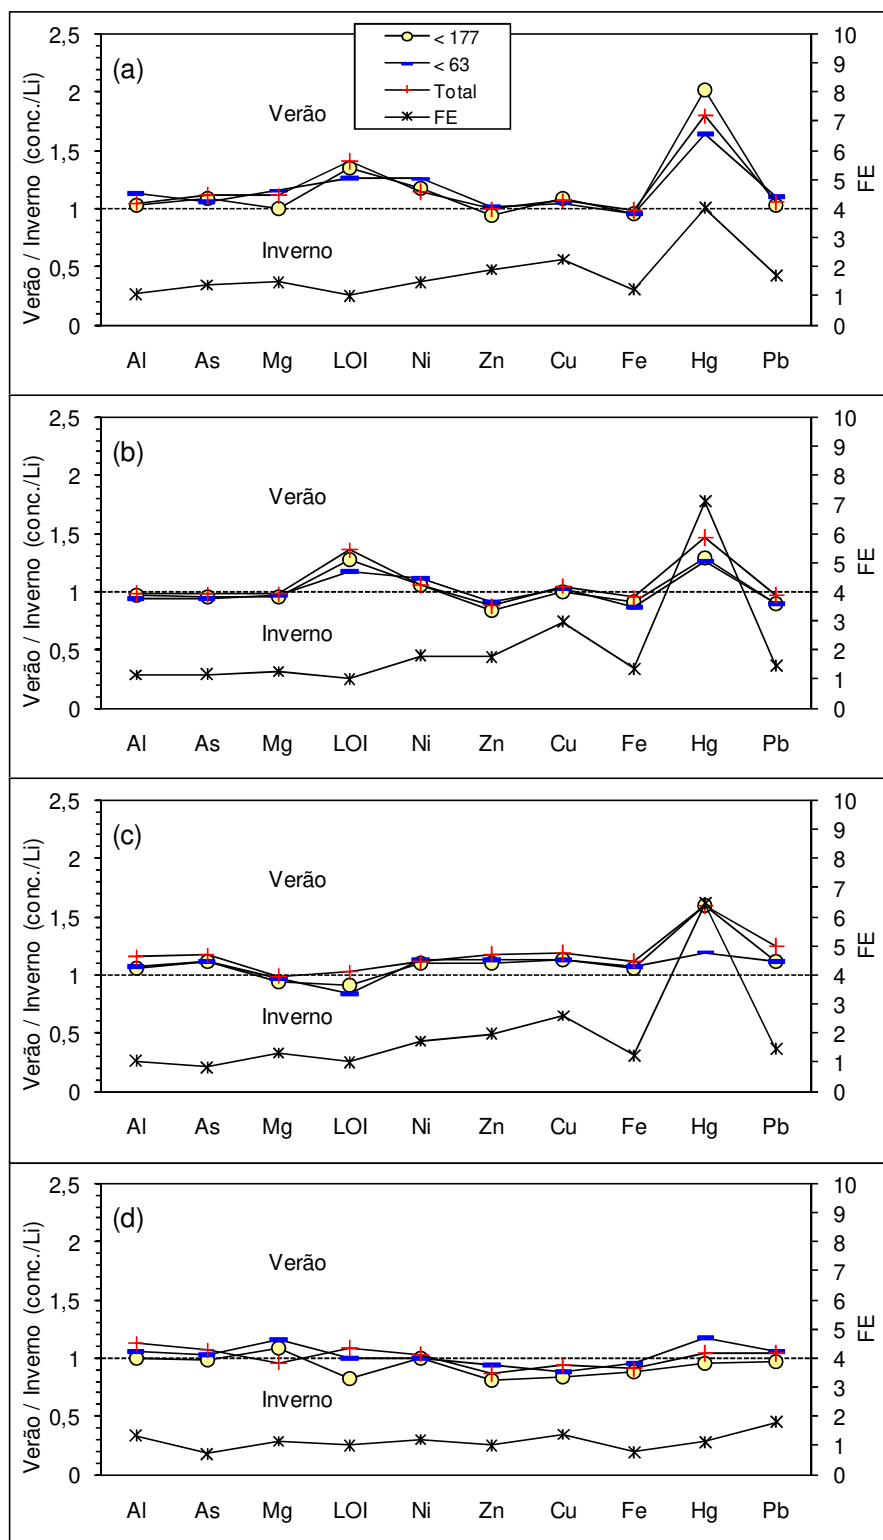 2,5
2
1,5
1
0,5
0
Verão / Inverno (conc./Li)
(a)
< 177
< 63
Total
FE
Verão
Inverno
10
9
8
7
6
5
4
3
2
1
0
FE
Al As Mg LOI Ni Zn Cu Fe Hg Pb
2,5
2
1,5
1
0,5
0
Verão / Inverno (conc./Li)
(b)
Verão
Inverno
10
9
8
7
6
5
4
3
2
1
0
FE
Al As Mg LOI Ni Zn Cu Fe Hg Pb
2,5
2
1,5
1
0,5
0
Verão / Inverno (conc./Li)
(c)
Verão
Inverno
10
9
8
7
6
5
4
3
2
1
0
FE
Al As Mg LOI Ni Zn Cu Fe Hg Pb
2,5
2
1,5
1
0,5
0
Verão / Inverno (conc./Li)
(d)
Verão
Inverno
10
9
8
7
6
5
4
3
2
1
0
FE
Al As Mg LOI Ni Zn Cu Fe Hg Pb